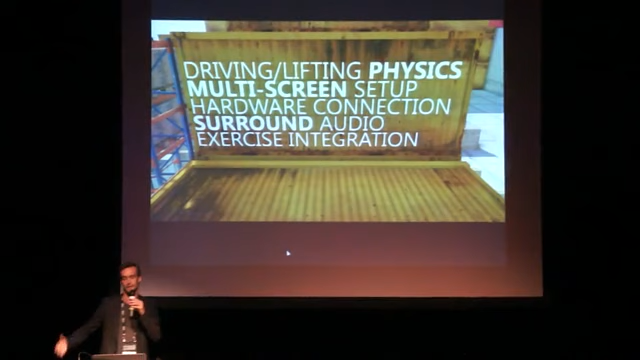 DRIVING/LIFTING PHYSICS
MULTI-SCREEN SETUP
HARDWARE CONNECTION
SURROUND AUDIO
EXERCISE INTEGRATION